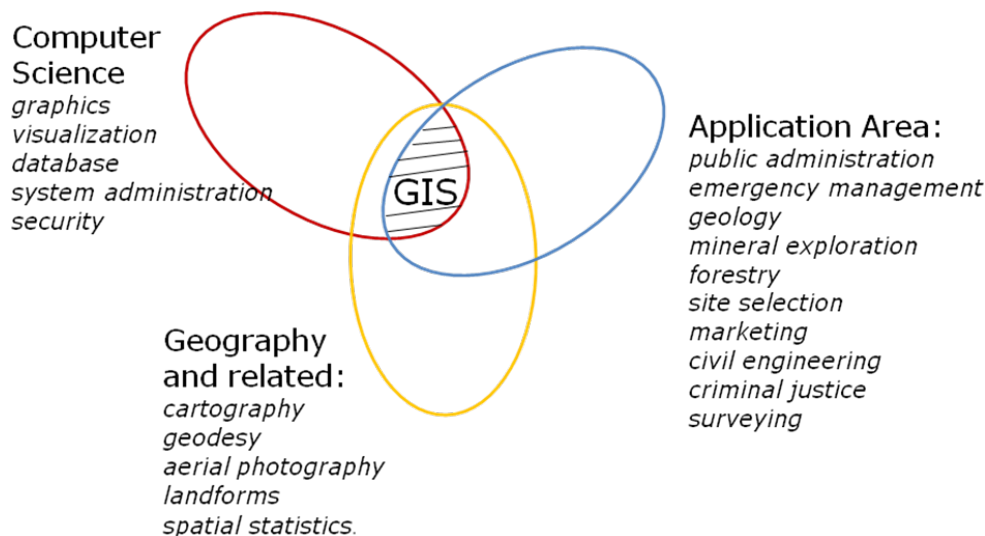 Computer
Science
graphics
visualization
database
system administration
security
GIS
Application Area:
public administration
emergency management
geology
mineral exploration
forestry
site selection
marketing
civil engineering
criminal justice
surveying
Geography
and related:
cartography
geodesy
aerial photography
landforms
spatial statistics.